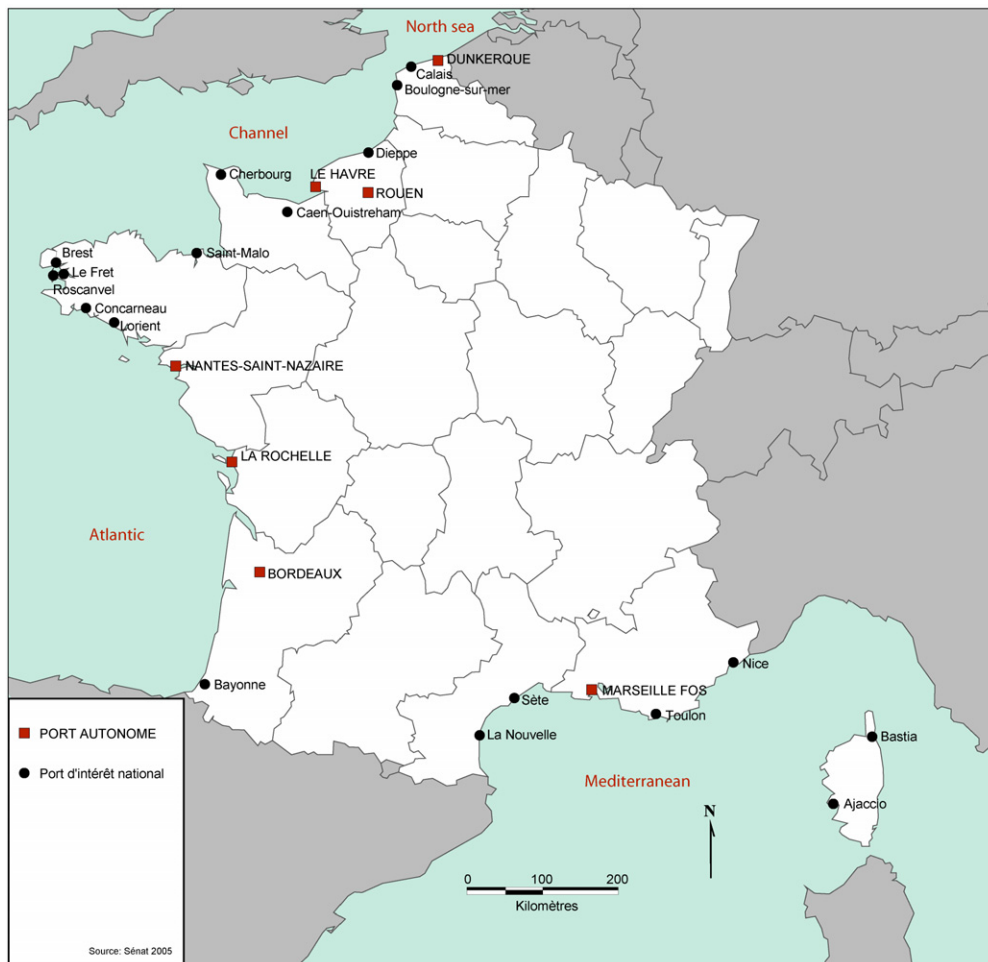 North sea
DUNKERQUE
Calais
Boulogne-sur-mer
Channel
Dieppe
Cherbourg
LE HAVRE
ROUEN
Caen-Ouistreham
Saint-Malo
Brest
Le Fret
Roscanvel
Concarneau
Lorient
NANTES-SAINT-NAZAIRE
LA ROCHELLE
Atlantic
BORDEAUX
Bayonne
Nice
MARSEILLE FOS
Sète
Toulon
La Nouvelle
Bastia
Mediterranean
Ajaccio
N
0 100 200
Kilomètres
PORT AUTONOME
Port d'intérêt national
Source: Sénat 2005